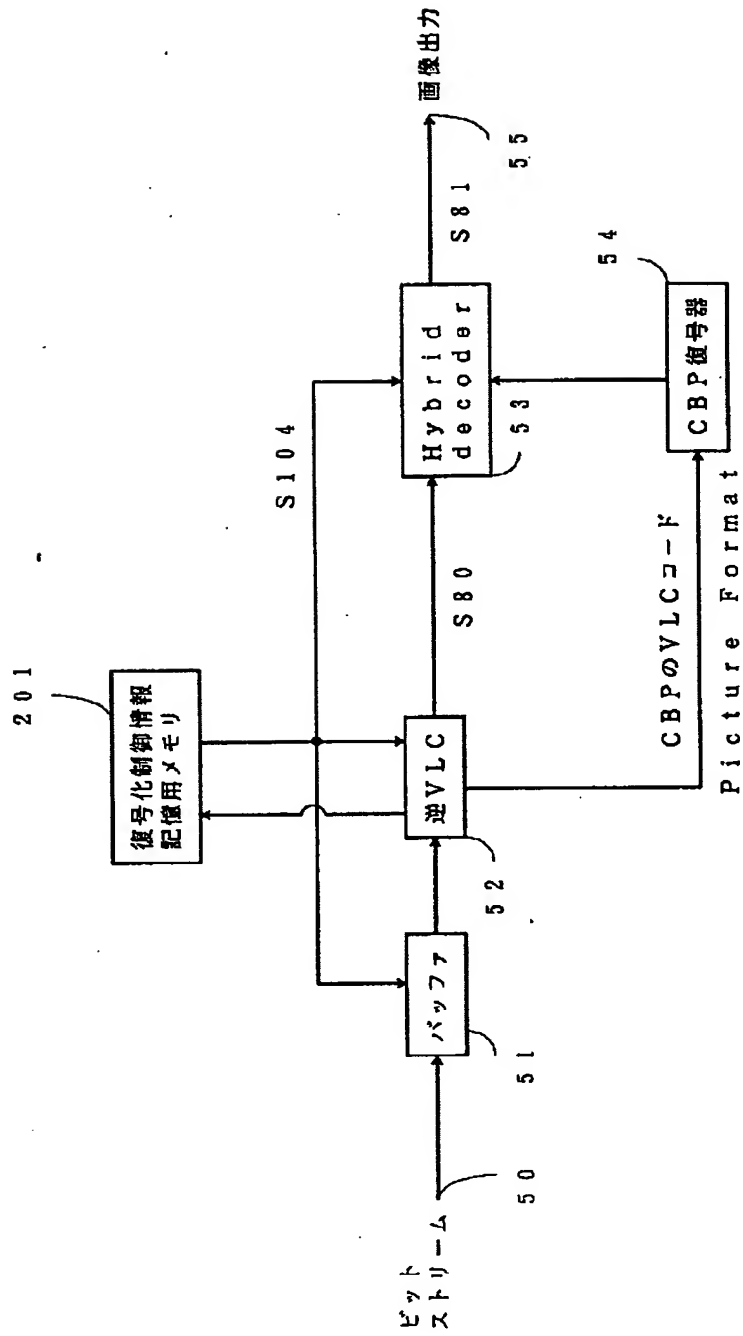 201
復号化制御情報
記憶用メモリ
S104
ビット
ストリーム
50
バッファ
51
逆VLC
52
S80
Hybrid
decoder
53
S81
画像出力
55
CBPのVLCコード
Picture Format
CBP復号器
54